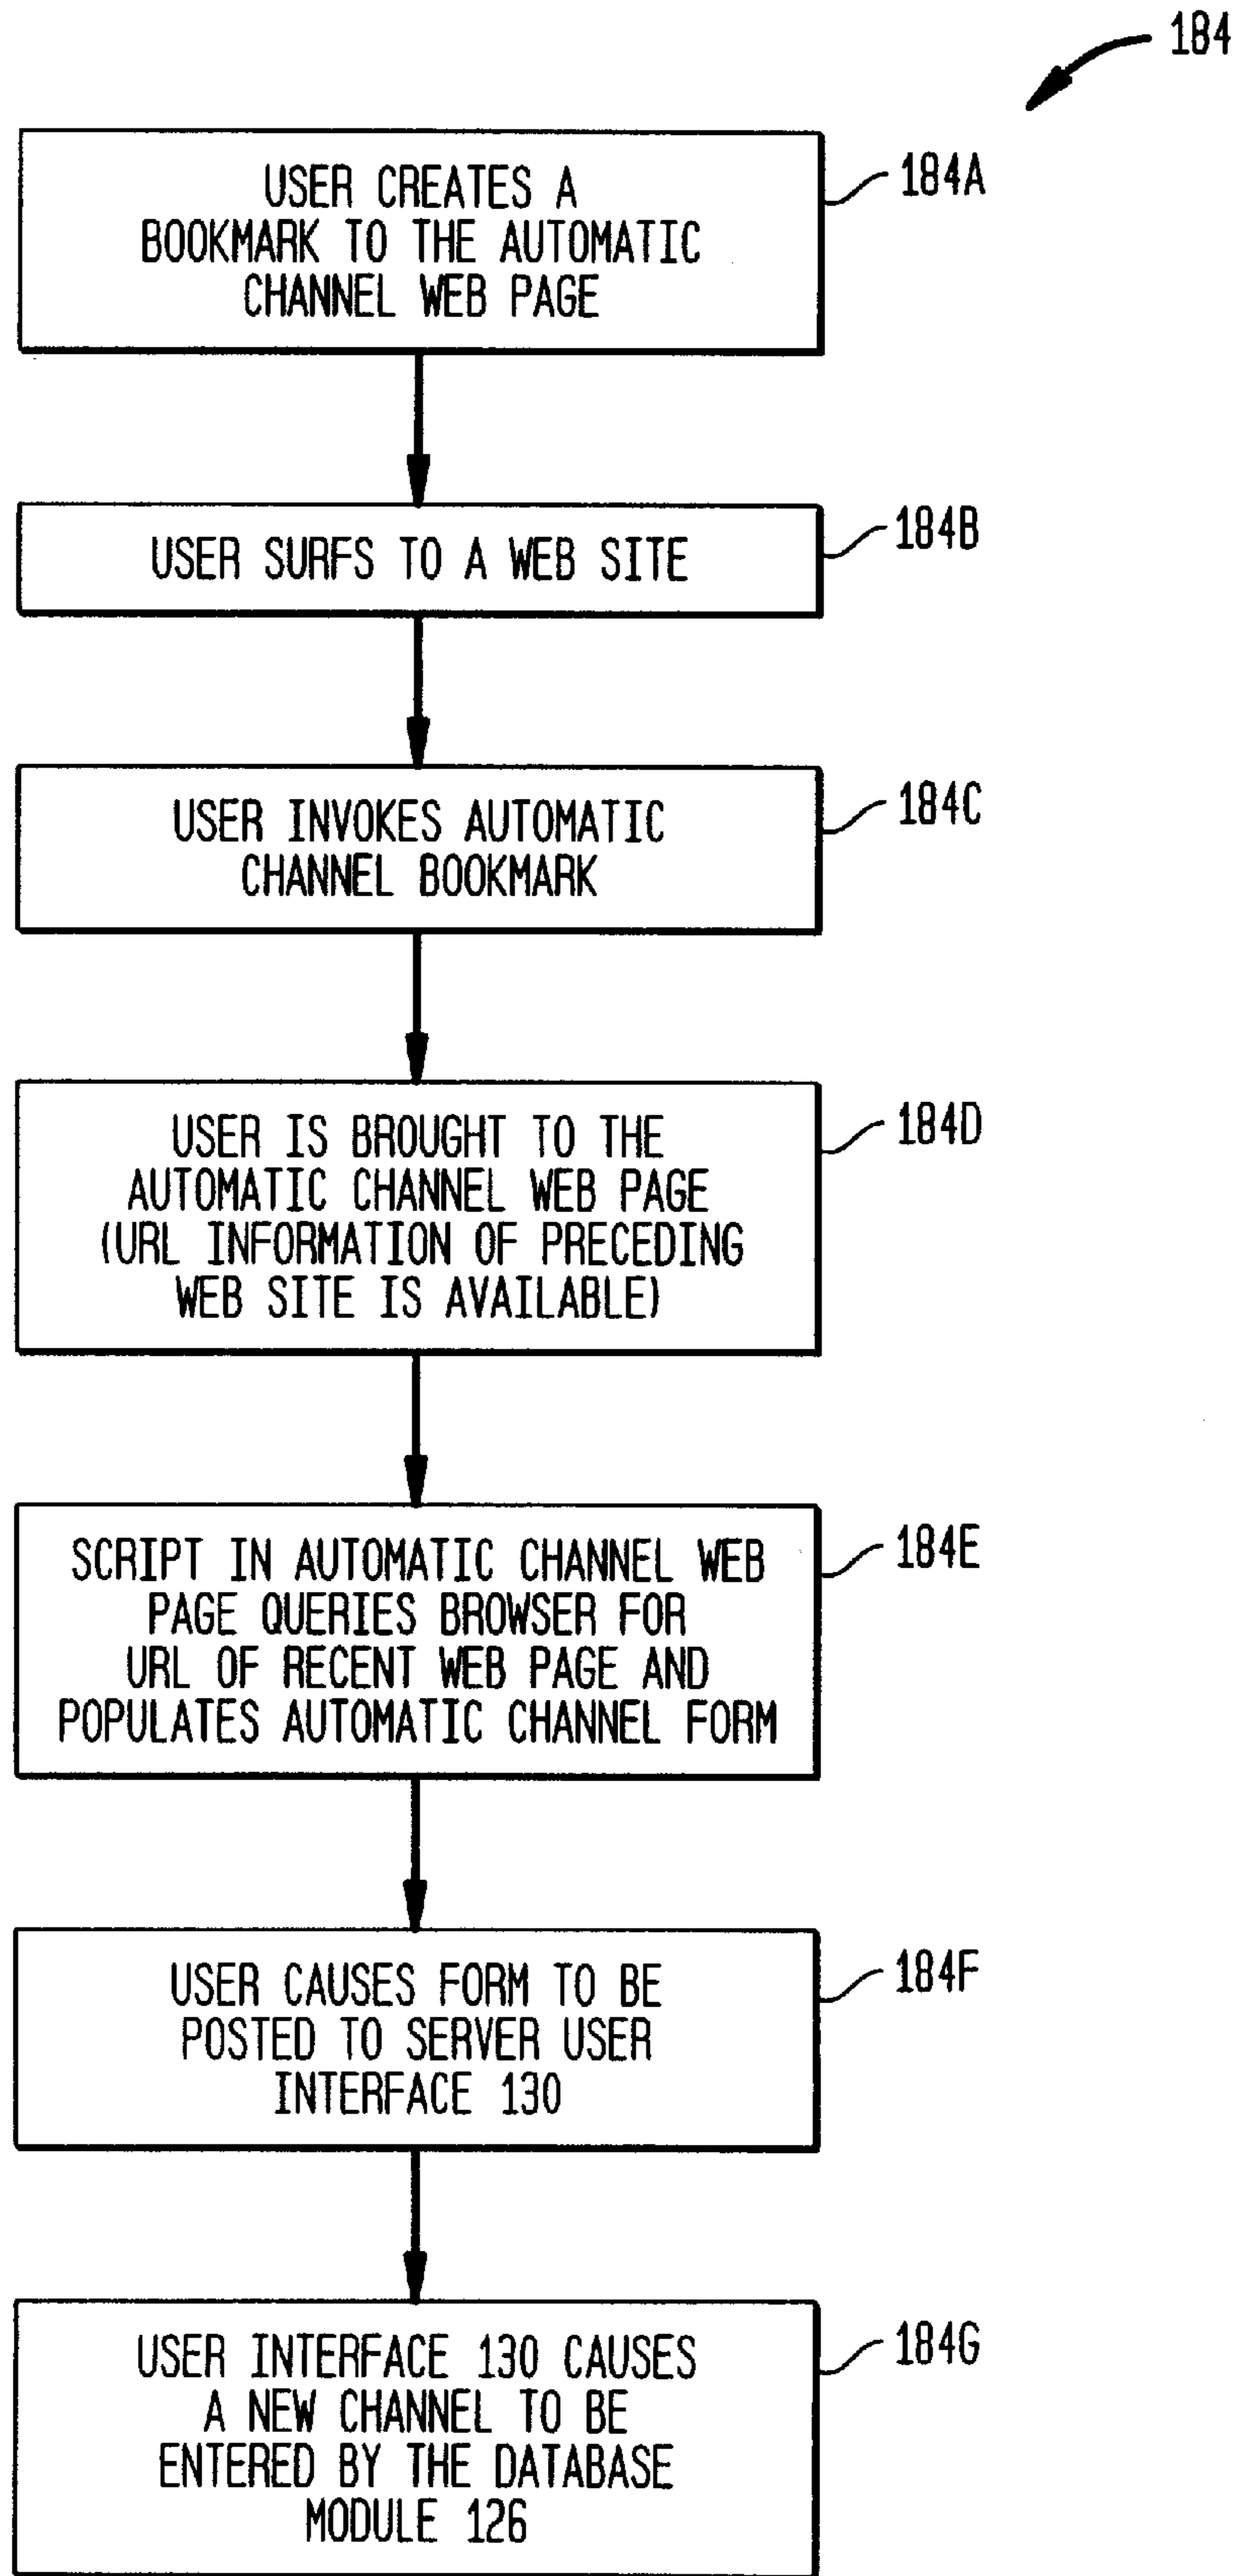 184
USER CREATES A
BOOKMARK TO THE AUTOMATIC
CHANNEL WEB PAGE
184A
USER SURFS TO A WEB SITE
184B
USER INVOKES AUTOMATIC
CHANNEL BOOKMARK
184C
USER IS BROUGHT TO THE
AUTOMATIC CHANNEL WEB PAGE
(URL INFORMATION OF PRECEDING
WEB SITE IS AVAILABLE)
184D
SCRIPT IN AUTOMATIC CHANNEL WEB
PAGE QUERIES BROWSER FOR
URL OF RECENT WEB PAGE AND
POPULATES AUTOMATIC CHANNEL FORM
184E
USER CAUSES FORM TO BE
POSTED TO SERVER USER
INTERFACE 130
184F
USER INTERFACE 130 CAUSES
A NEW CHANNEL TO BE
ENTERED BY THE DATABASE
MODULE 126
184G